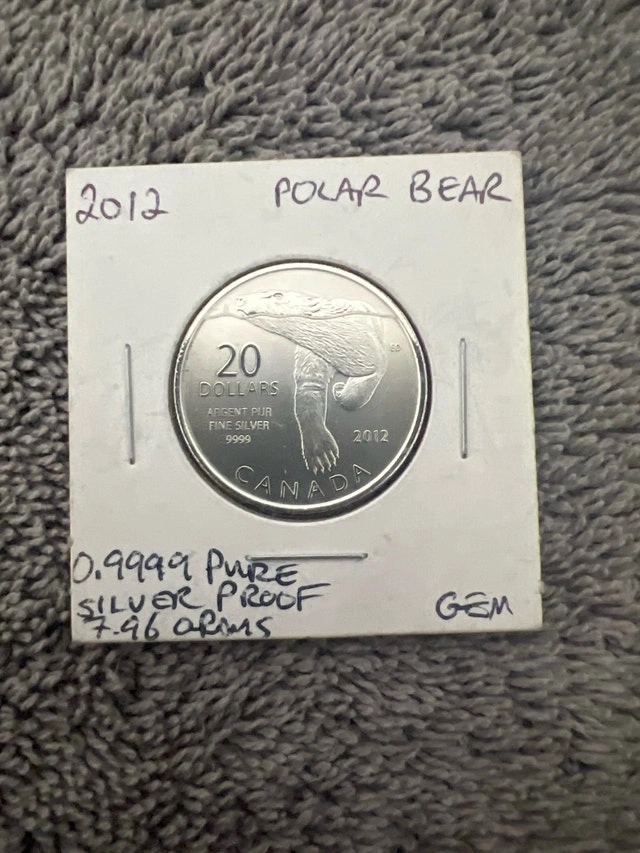 2012 POLAR BEAR
20
DOLLARS
ARGENT PUR
FINE SILVER
9999
2012
CANADA
0.9999 PURE
SILVER PROOF
7.96 GRAMS
GEM